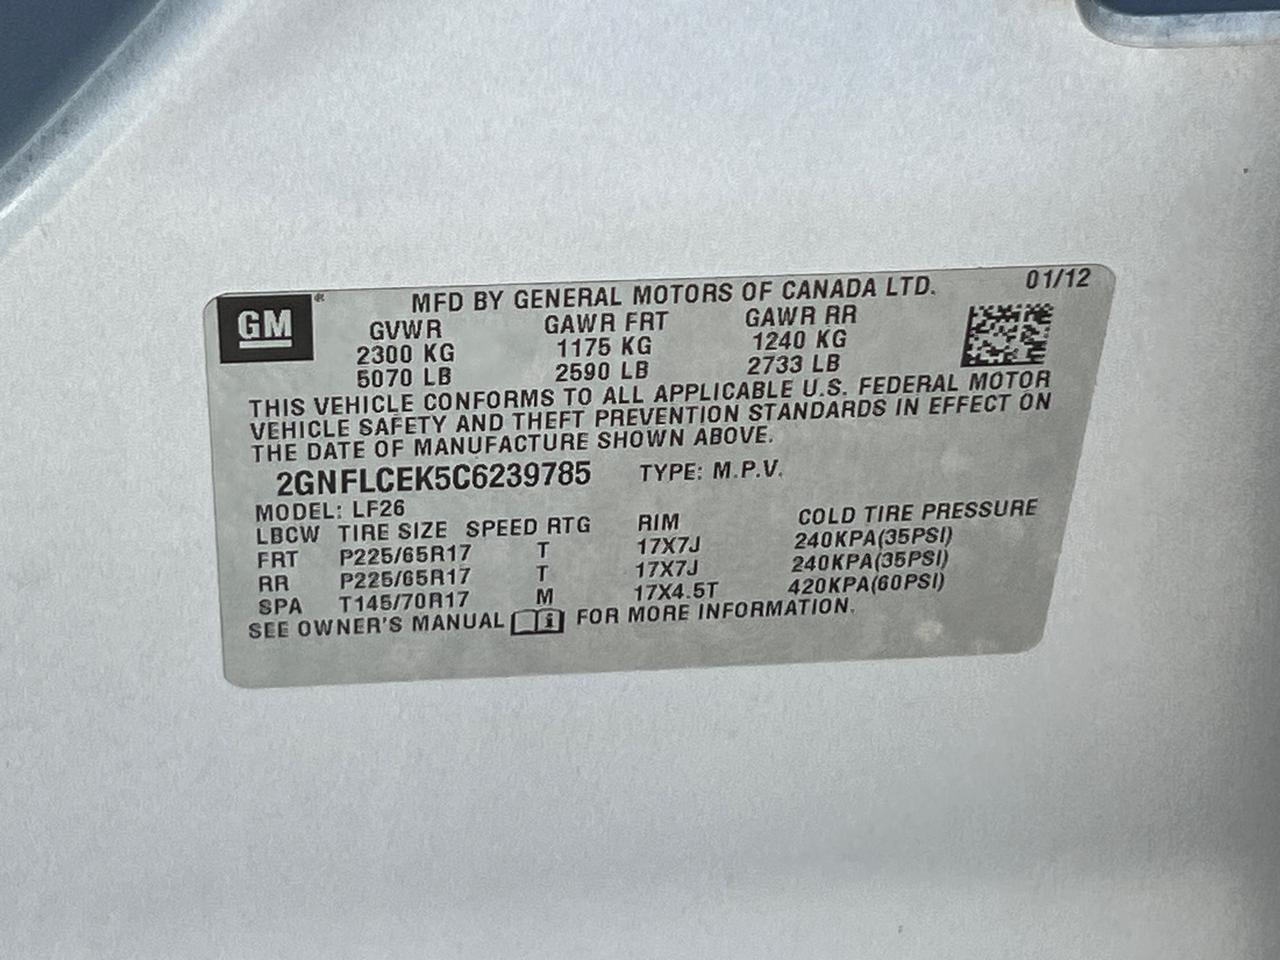 GM ® MFD BY GENERAL MOTORS OF CANADA LTD. 01/12
GVWR GAWR FRT GAWR RR
2300 KG 1175 KG 1240 KG
5070 LB 2590 LB 2733 LB
THIS VEHICLE CONFORMS TO ALL APPLICABLE U.S. FEDERAL MOTOR
VEHICLE SAFETY AND THEFT PREVENTION STANDARDS IN EFFECT ON
THE DATE OF MANUFACTURE SHOWN ABOVE.
2GNFLCEK5C6239785 TYPE: M.P.V.
MODEL: LF26
LBCW TIRE SIZE SPEED RTG RIM COLD TIRE PRESSURE
FRT P225/65R17 T 17X7J 240KPA(35PSI)
RR P225/65R17 T 17X7J 240KPA(35PSI)
SPA T145/70R17 M 17X4.5T 420KPA(60PSI)
SEE OWNER'S MANUAL i FOR MORE INFORMATION.